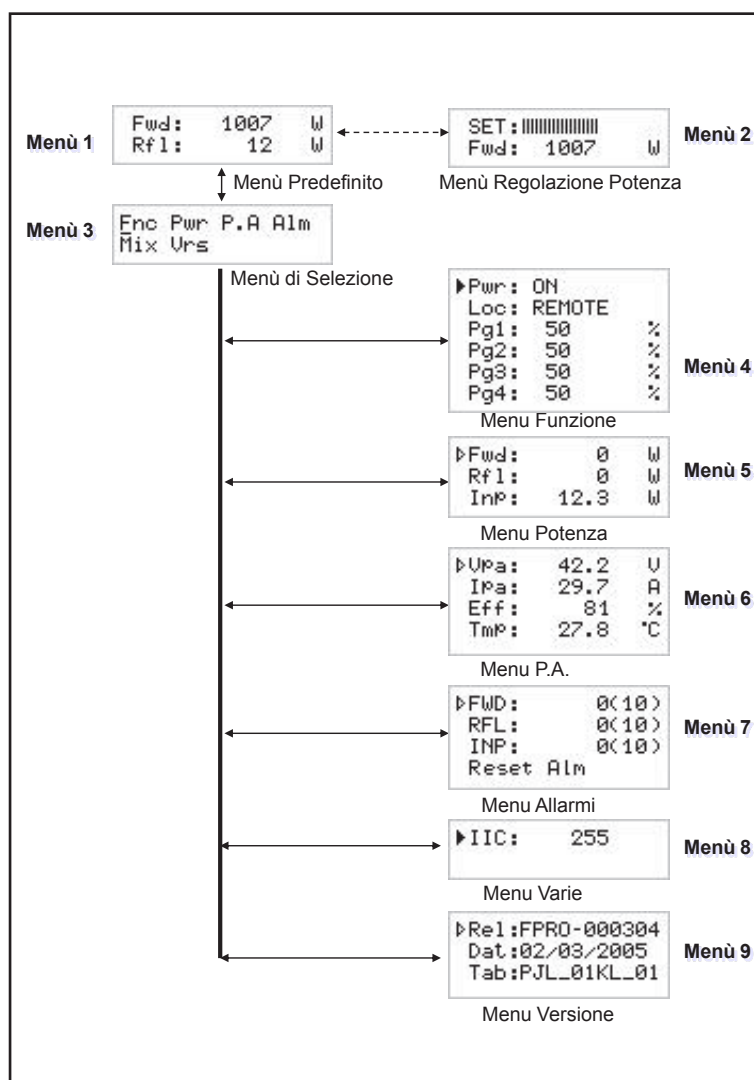 Menù 1
Fwd: 1007 W
Rfl: 12 W
SET:
Fwd: 1007 W
Menù 2
Menù Predefinito
Menù Regolazione Potenza
Menù 3
Fnc Pwr P.A Alm
Mix Vrs
Menù di Selezione
Pwr: ON
Loc: REMOTE
Pg1: 50 %
Pg2: 50 %
Pg3: 50 %
Pg4: 50 %
Menù 4
Menu Funzione
Fwd: 0 W
Rfl: 0 W
Inp: 12.3 W
Menù 5
Menu Potenza
Vpa: 42.2 V
Ipa: 29.7 A
Eff: 81 %
Tmp: 27.8 °C
Menù 6
Menu P.A.
FWD: 0(10)
RFL: 0(10)
INP: 0(10)
Reset Alm
Menù 7
Menu Allarmi
IIC: 255
Menù 8
Menu Varie
Rel:FPRO-000304
Dat:02/03/2005
Tab:PJL_01KL_01
Menù 9
Menu Versione